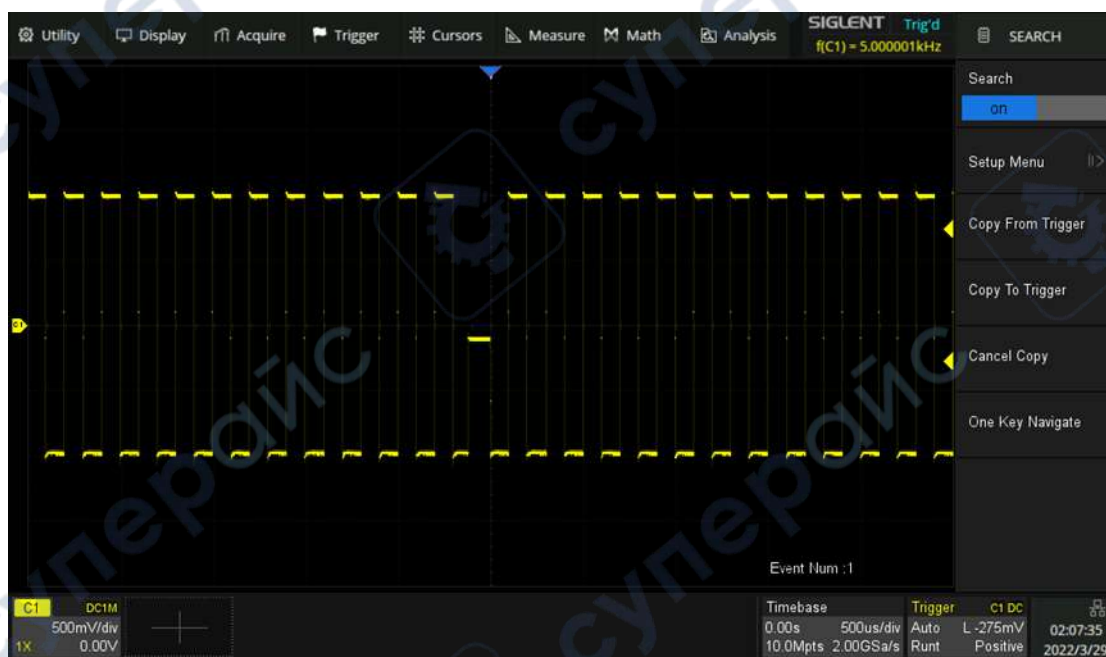 Utility Display Acquire Trigger Cursors Measure Math Analysis SIGLENT Trig'd SEARCH
f(C1) = 5.000001kHz
Search
on
Setup Menu
Copy From Trigger
Copy To Trigger
Cancel Copy
One Key Navigate
C1
Event Num :1
C1 DC1M
500mV/div
1X 0.00V
Timebase
0.00s 500us/div
10.0Mpts 2.00GSa/s
Trigger C1 DC
Auto L -275mV
Runt Positive
02:07:35
2022/3/29
суперайс
суперайс